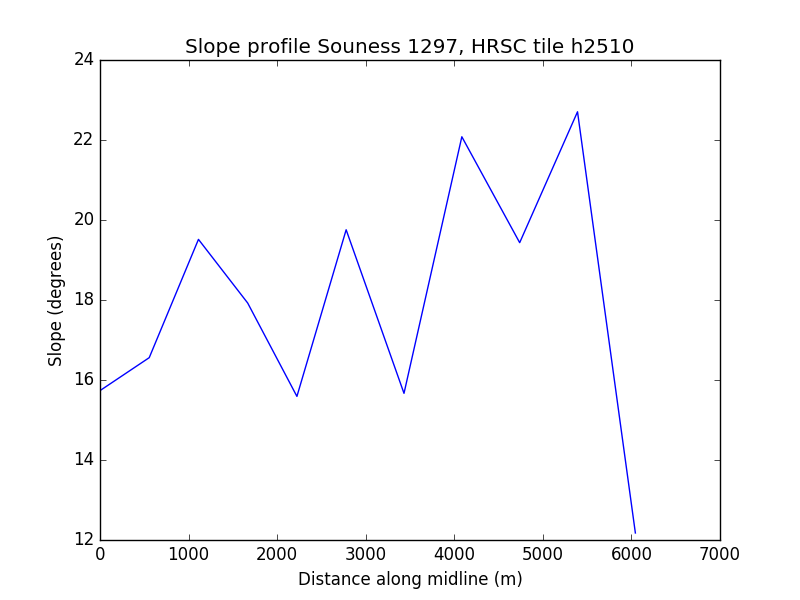 Slope profile Souness 1297, HRSC tile h2510
24
22
20
18
16
14
12
Slope (degrees)
0 1000 2000 3000 4000 5000 6000 7000
Distance along midline (m)